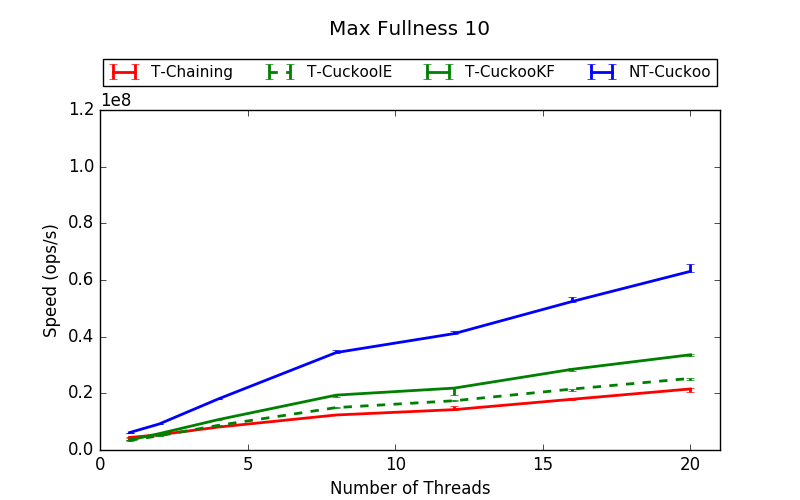 Max Fullness 10
T-Chaining T-CuckooIE T-CuckooKF NT-Cuckoo
1e8
1.2
1.0
0.8
0.6
0.4
0.2
0.0
Speed (ops/s)
0 5 10 15 20
Number of Threads